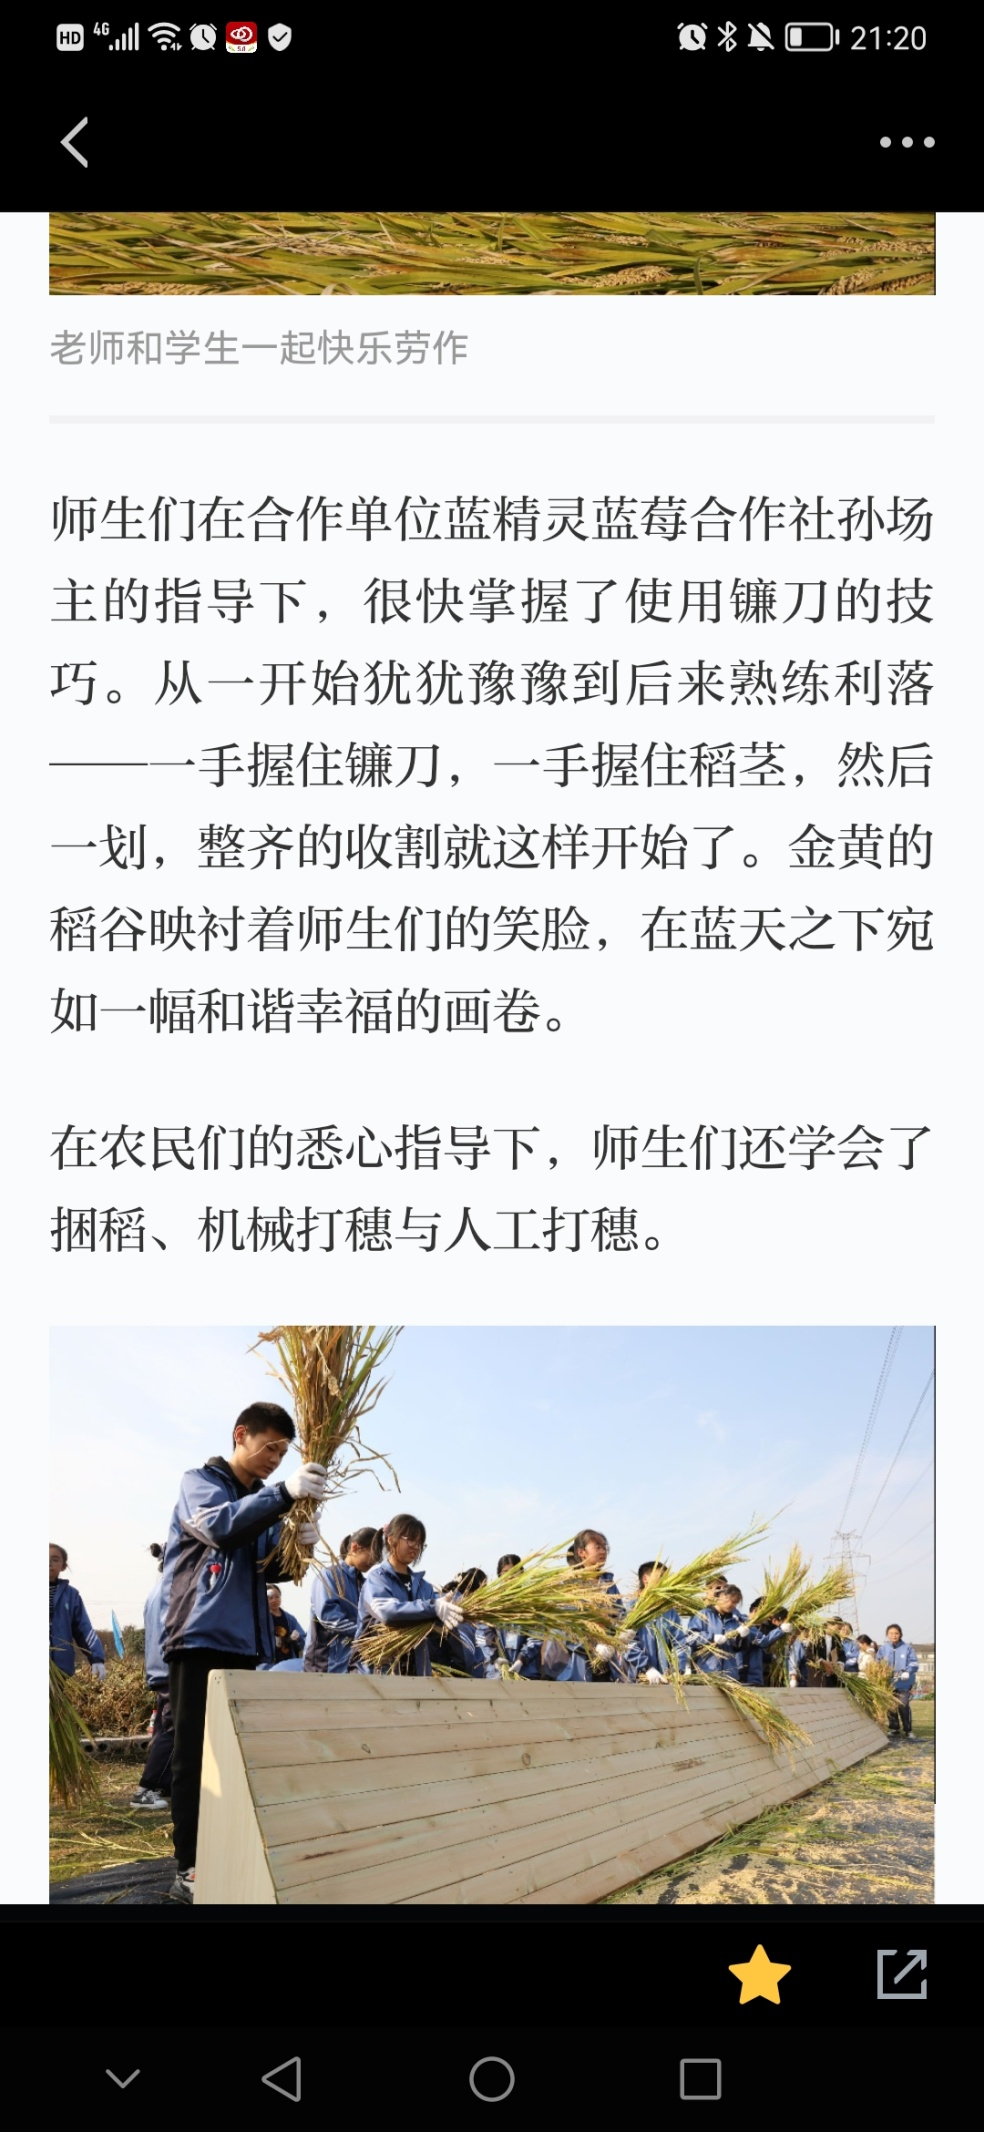 HD 4G 21:20
老师和学生一起快乐劳作
师生们在合作单位蓝精灵蓝莓合作社孙场
主的指导下，很快掌握了使用镰刀的技
巧。从一开始犹犹豫豫到后来熟练利落
——一手握住镰刀，一手握住稻茎，然后
一划，整齐的收割就这样开始了。金黄的
稻谷映衬着师生们的笑脸，在蓝天之下宛
如一幅和谐幸福的画卷。
在农民们的悉心指导下，师生们还学会了
捆稻、机械打穗与人工打穗。